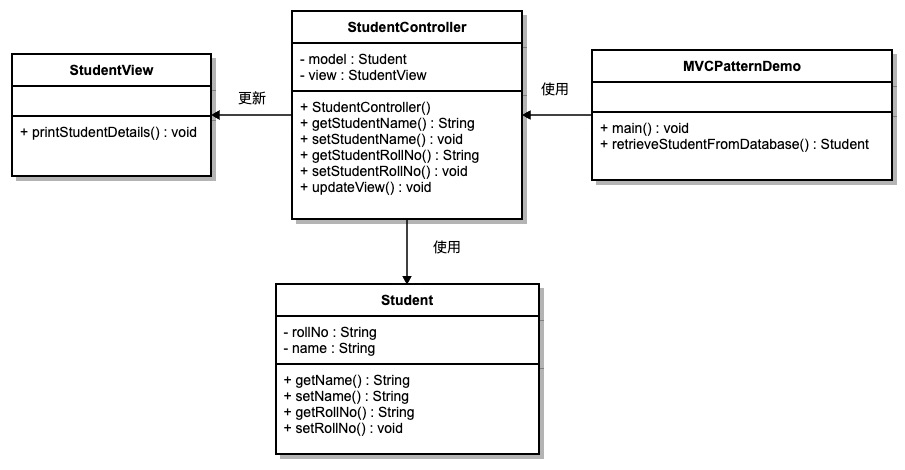 StudentController
- model : Student
- view : StudentView
+ StudentController()
+ getStudentName() : String
+ setStudentName() : void
+ getStudentRollNo() : String
+ setStudentRollNo() : void
+ updateView() : void
StudentView
+ printStudentDetails() : void
更新
使用
MVCPatternDemo
+ main() : void
+ retrieveStudentFromDatabase() : Student
使用
Student
- rollNo : String
- name : String
+ getName() : String
+ setName() : String
+ getRollNo() : String
+ setRollNo() : void